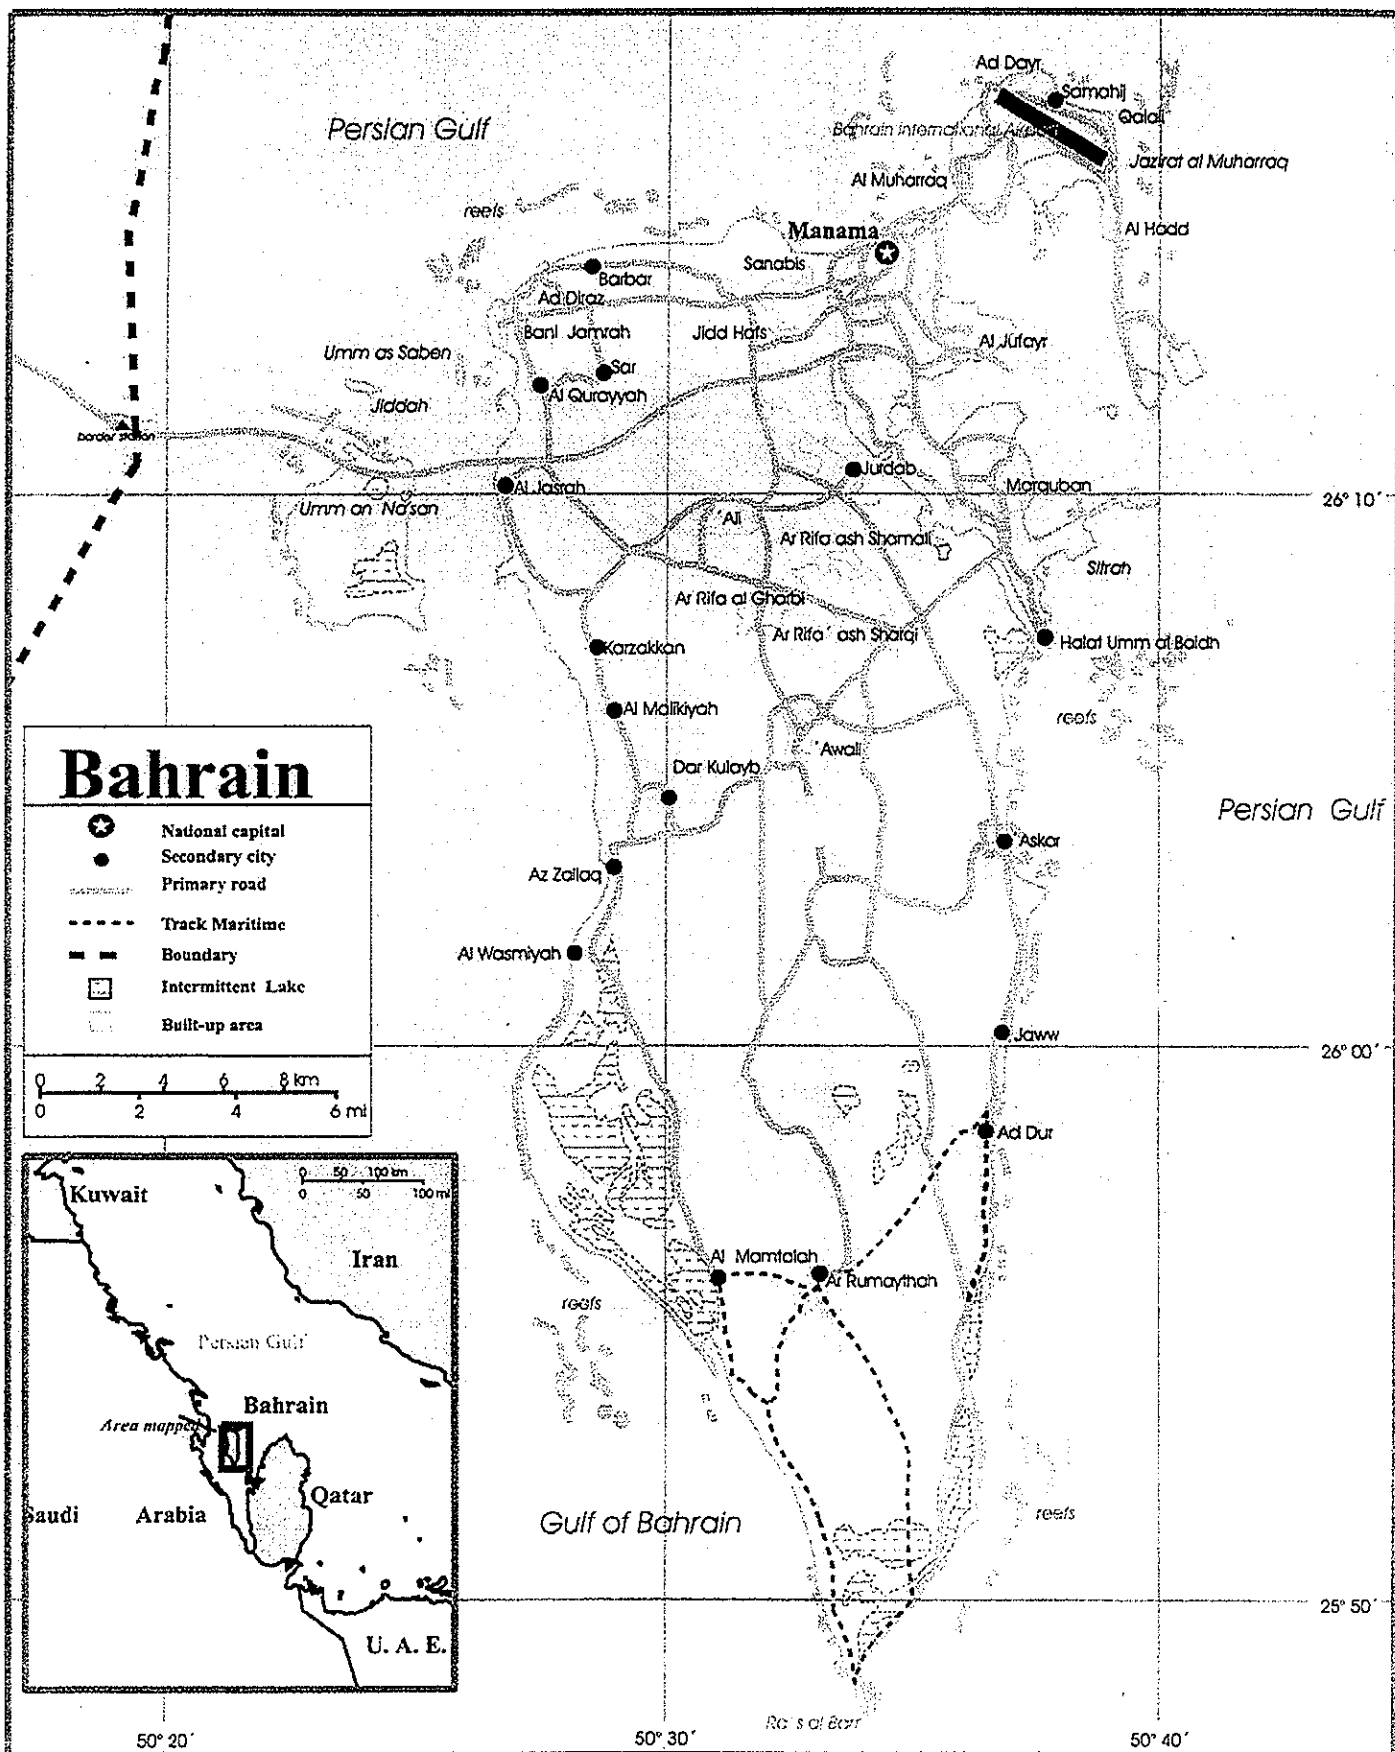 Ad Dayr
Samahij
Persian Gulf
Qalali
Bahrain International Airport
Jazirat al Muharraq
Al Muharraq
reefs
Al Hadd
Manama
Sanabis
Barbar
Ad Diraz
Bani Jamrah
Jidd Hafs
Al Jufayr
Umm as Saben
Sar
Al Qurayyah
Jiddah
border station
Jurdab
Al Jasrah
Marquban
26° 10´
Umm an Na'san
´Ali
Ar Rifa ash Shamali
Sitrah
Ar Rifa al Gharbi
Ar Rifa´ ash Sharqi
Karzakkan
Halat Umm al Baidh
Al Malikiyah
reefs
´Awali
Dar Kulayb
Bahrain
National capital
Secondary city
Primary road
Track Maritime
Boundary
Intermittent Lake
Built-up area
0 2 4 6 8 km
0 2 4 6 mi
Persian Gulf
Askar
Az Zallaq
Al Wasmiyah
Jaww
26° 00´
Ad Dur
Al Mamtalah
Ar Rumaythah
reefs
Kuwait
0 50 100 km
0 50 100 mi
Iran
Persian Gulf
Bahrain
Area mapped
Qatar
Saudi Arabia
U. A. E.
Gulf of Bahrain
reefs
25° 50´
Ra's al Barr
50° 20´
50° 30´
50° 40´